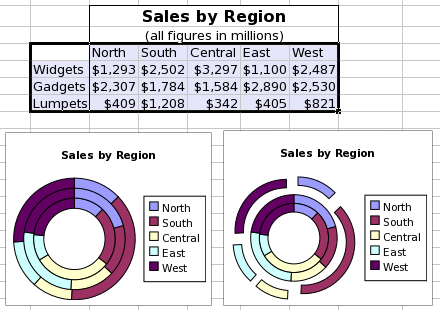 Sales by Region
(all figures in millions)
North South Central East West
Widgets $1,293 $2,502 $3,297 $1,100 $2,487
Gadgets $2,307 $1,784 $1,584 $2,890 $2,530
Lumpets $409 $1,208 $342 $405 $821
Sales by Region
North
South
Central
East
West
Sales by Region
North
South
Central
East
West